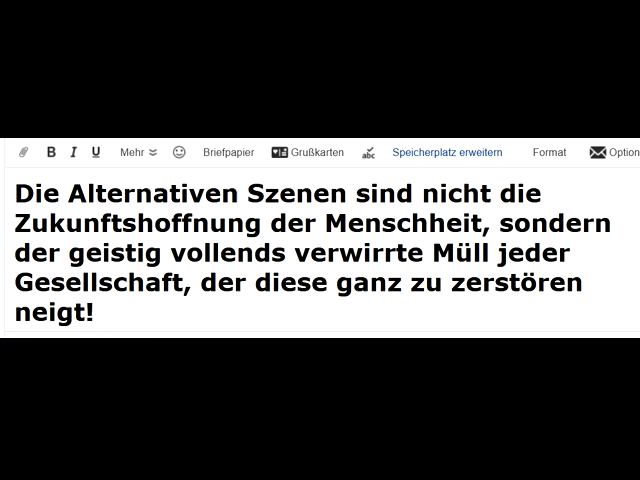 B I U Mehr Briefpapier Grußkarten abc Speicherplatz erweitern Format Option
Die Alternativen Szenen sind nicht die
Zukunftshoffnung der Menschheit, sondern
der geistig vollends verwirrte Müll jeder
Gesellschaft, der diese ganz zu zerstören
neigt!